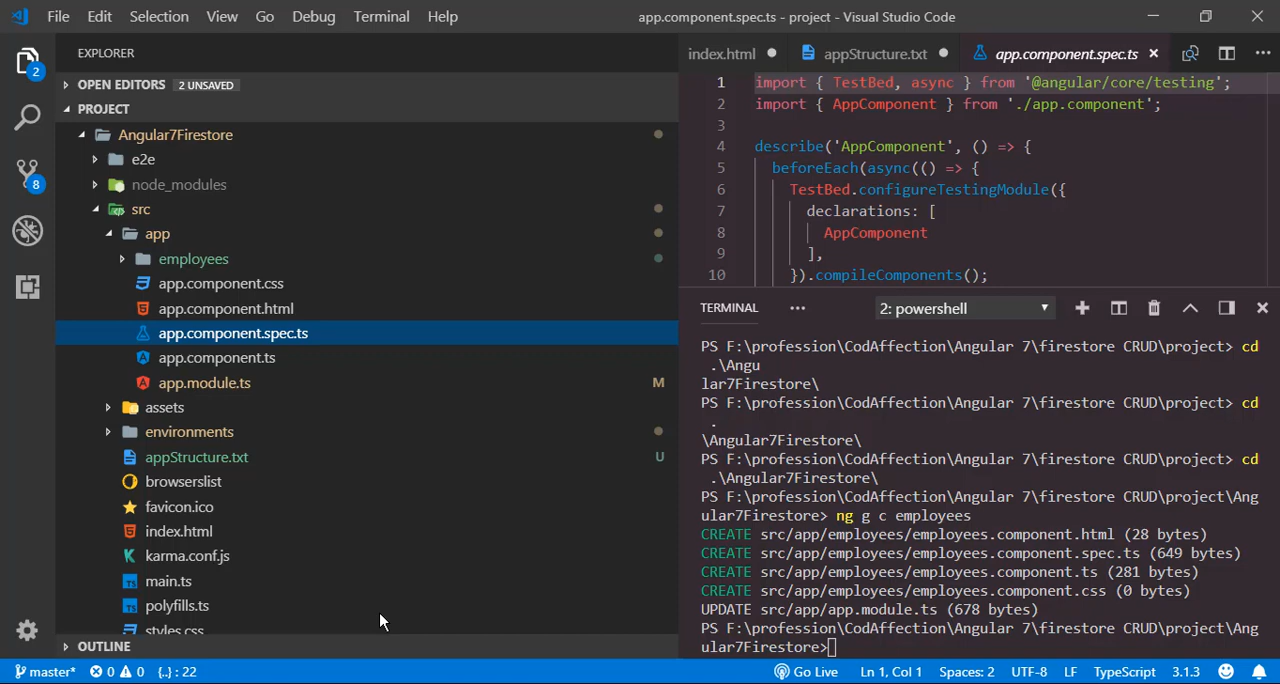 File Edit Selection View Go Debug Terminal Help
app.component.spec.ts - project - Visual Studio Code
EXPLORER
OPEN EDITORS 2 UNSAVED
PROJECT
Angular7Firestore
e2e
node_modules
src
app
employees
app.component.css
app.component.html
app.component.spec.ts
app.component.ts
app.module.ts M
assets
environments
appStructure.txt U
browserslist
favicon.ico
index.html
karma.conf.js
main.ts
polyfills.ts
styles.css
OUTLINE
2
8
index.html
appStructure.txt
app.component.spec.ts
1 import { TestBed, async } from '@angular/core/testing';
2 import { AppComponent } from './app.component';
3
4 describe('AppComponent', () => {
5 beforeEach(async(() => {
6 TestBed.configureTestingModule({
7 declarations: [
8 AppComponent
9 ],
10 }).compileComponents();
TERMINAL
2: powershell
PS F:\profession\CodAffection\Angular 7\firestore CRUD\project> cd
.\Angu
lar7Firestore\
PS F:\profession\CodAffection\Angular 7\firestore CRUD\project> cd
.
\Angular7Firestore\
PS F:\profession\CodAffection\Angular 7\firestore CRUD\project> cd
.\Angular7Firestore\
PS F:\profession\CodAffection\Angular 7\firestore CRUD\project\Ang
ular7Firestore> ng g c employees
CREATE src/app/employees/employees.component.html (28 bytes)
CREATE src/app/employees/employees.component.spec.ts (649 bytes)
CREATE src/app/employees/employees.component.ts (281 bytes)
CREATE src/app/employees/employees.component.css (0 bytes)
UPDATE src/app/app.module.ts (678 bytes)
PS F:\profession\CodAffection\Angular 7\firestore CRUD\project\Ang
ular7Firestore>
master* 0 0 {..} : 22 Go Live Ln 1, Col 1 Spaces: 2 UTF-8 LF TypeScript 3.1.3